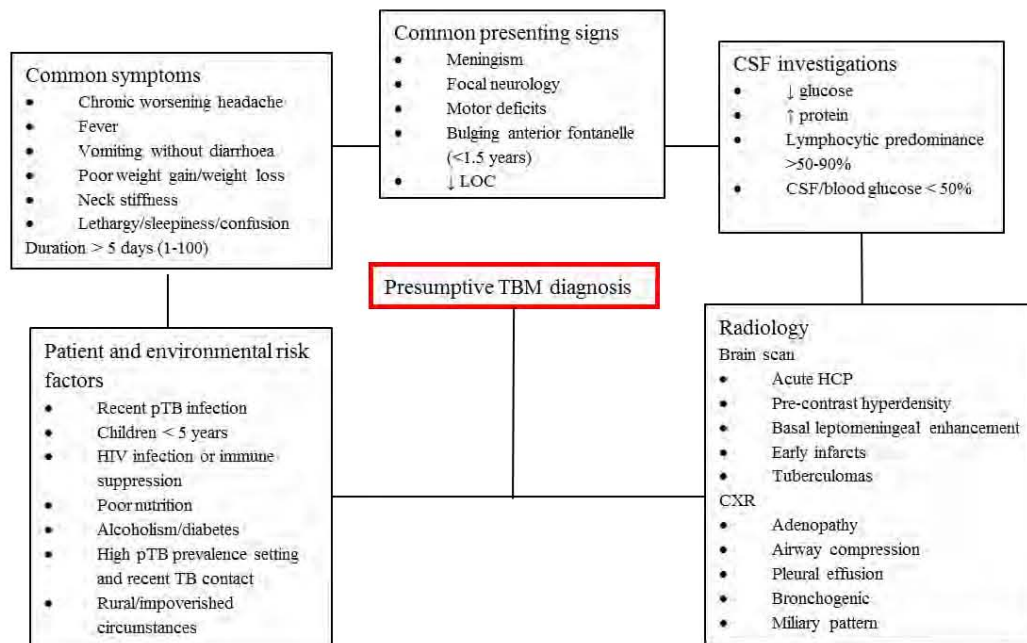 Common symptoms
• Chronic worsening headache
• Fever
• Vomiting without diarrhoea
• Poor weight gain/weight loss
• Neck stiffness
• Lethargy/sleepiness/confusion
Duration > 5 days (1-100)
Common presenting signs
• Meningism
• Focal neurology
• Motor deficits
• Bulging anterior fontanelle
(<1.5 years)
• ↓ LOC
CSF investigations
• ↓ glucose
• ↑ protein
• Lymphocytic predominance
>50-90%
• CSF/blood glucose < 50%
Presumptive TBM diagnosis
Patient and environmental risk
factors
• Recent pTB infection
• Children < 5 years
• HIV infection or immune
suppression
• Poor nutrition
• Alcoholism/diabetes
• High pTB prevalence setting
and recent TB contact
• Rural/impoverished
circumstances
Radiology
Brain scan
• Acute HCP
• Pre-contrast hyperdensity
• Basal leptomeningeal enhancement
• Early infarcts
• Tuberculomas
CXR
• Adenopathy
• Airway compression
• Pleural effusion
• Bronchogenic
• Miliary pattern